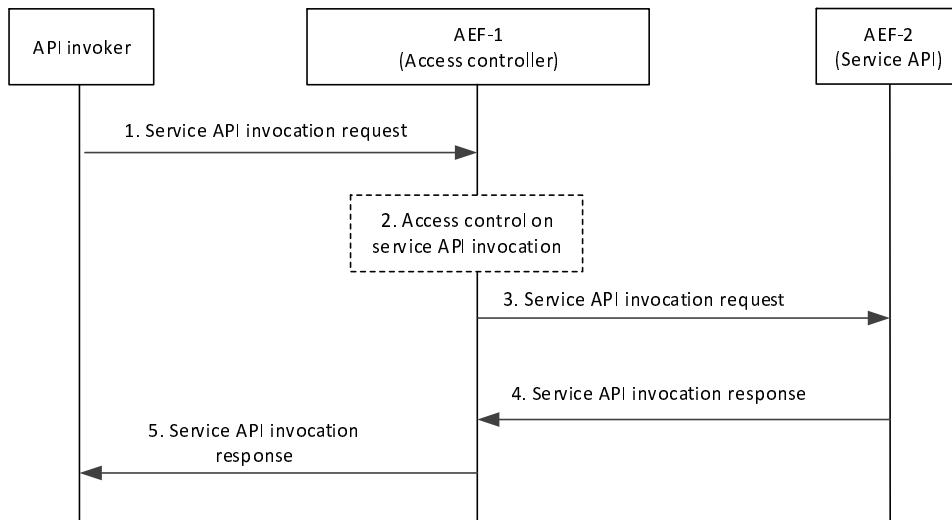 API invoker
AEF-1
(Access controller)
AEF-2
(Service API)
1. Service API invocation request
2. Access control on
service API invocation
3. Service API invocation request
4. Service API invocation response
5. Service API invocation
response